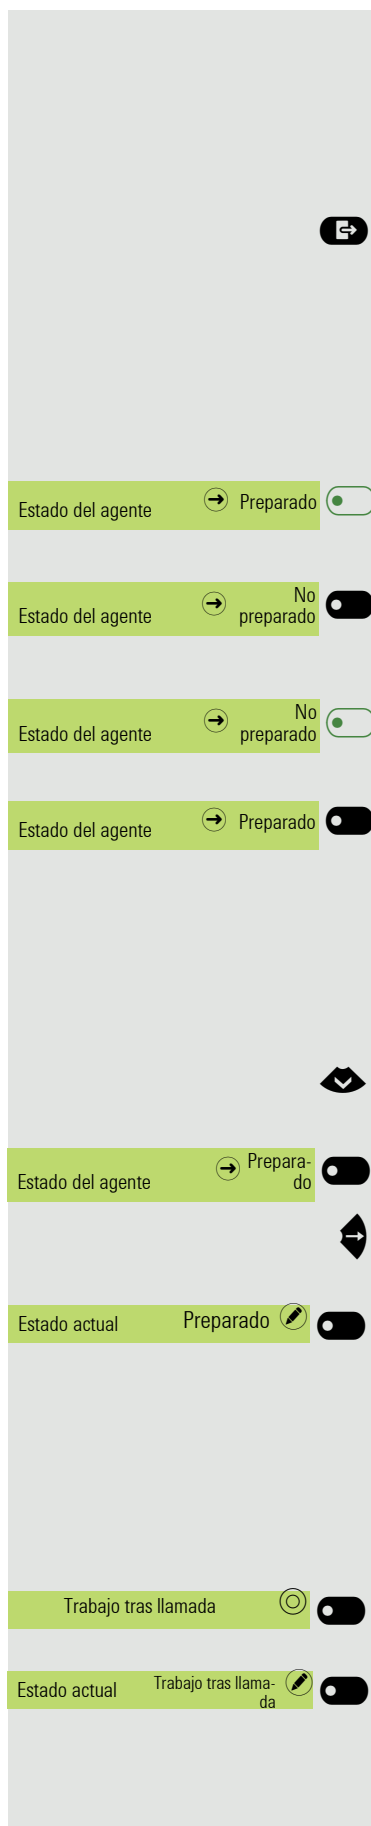 Estado del agente Preparado
Estado del agente No
preparado
Estado del agente No
preparado
Estado del agente Preparado
Estado del agente Prepara-
do
Estado actual Preparado
Trabajo tras llamada
Estado actual Trabajo tras llama-
da